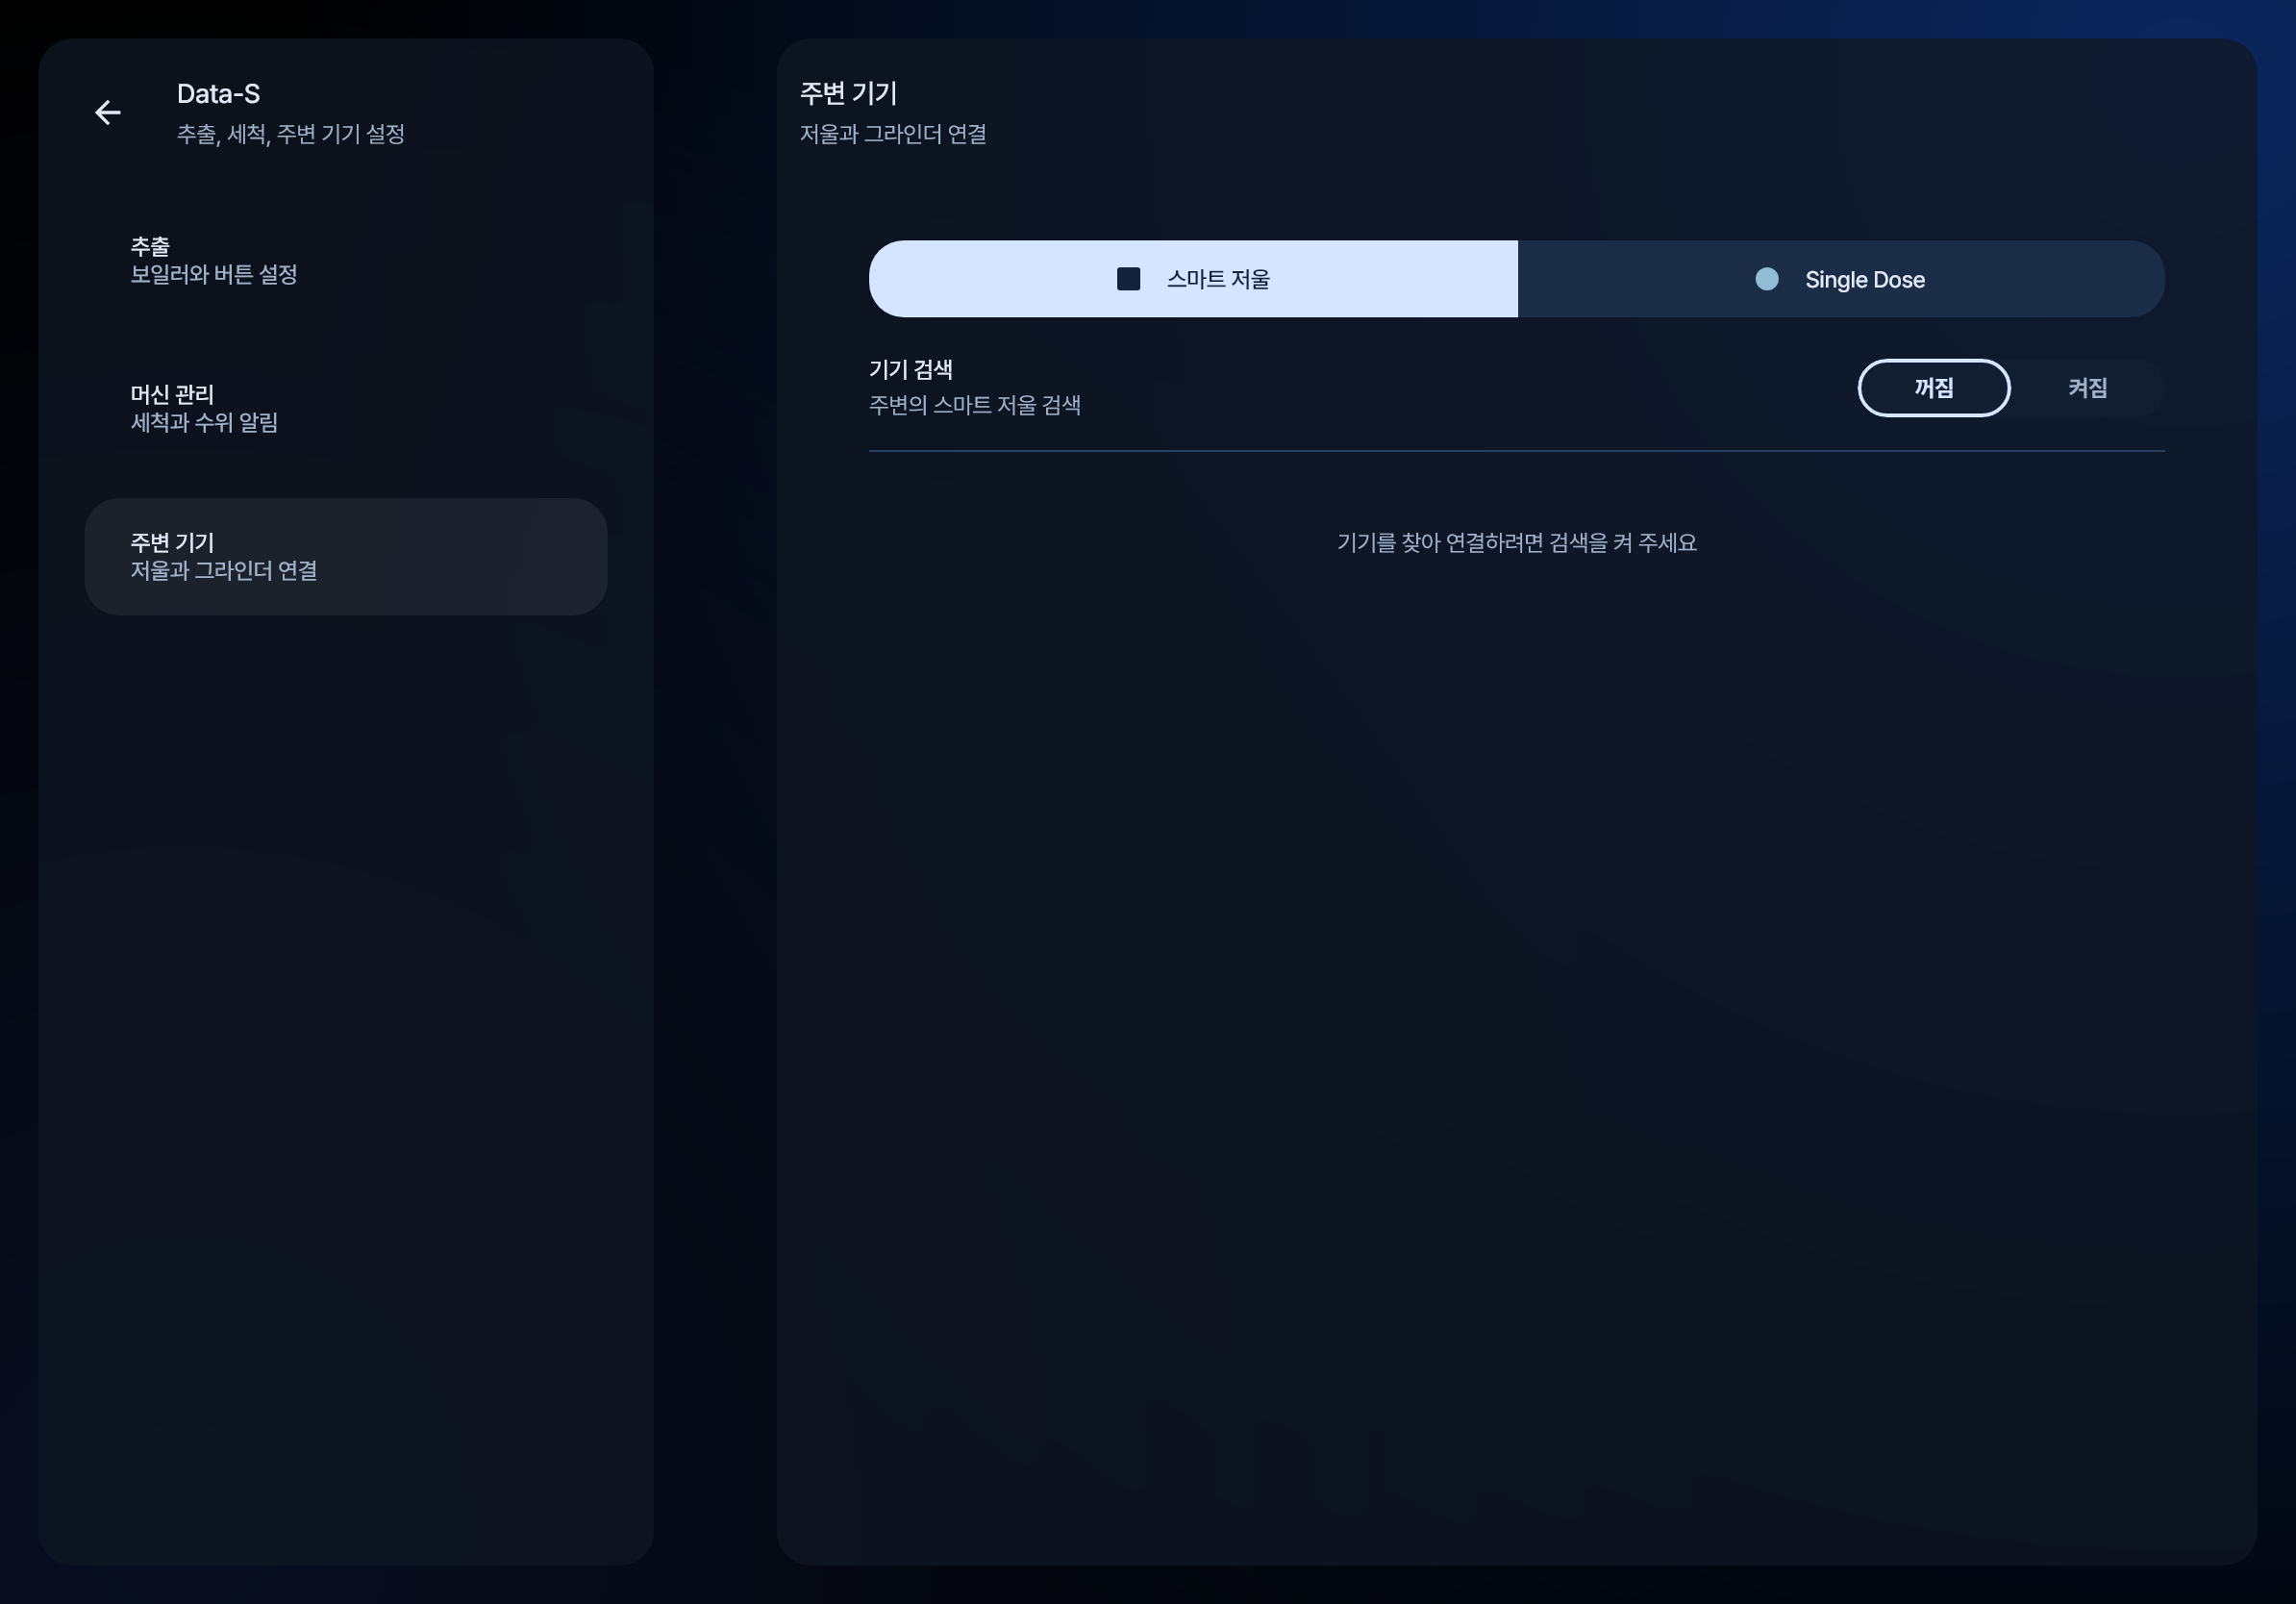 Data-S
추출, 세척, 주변 기기 설정
추출
보일러와 버튼 설정
머신 관리
세척과 수위 알림
주변 기기
저울과 그라인더 연결
주변 기기
저울과 그라인더 연결
스마트 저울
Single Dose
기기 검색
주변의 스마트 저울 검색
꺼짐
켜짐
기기를 찾아 연결하려면 검색을 켜 주세요